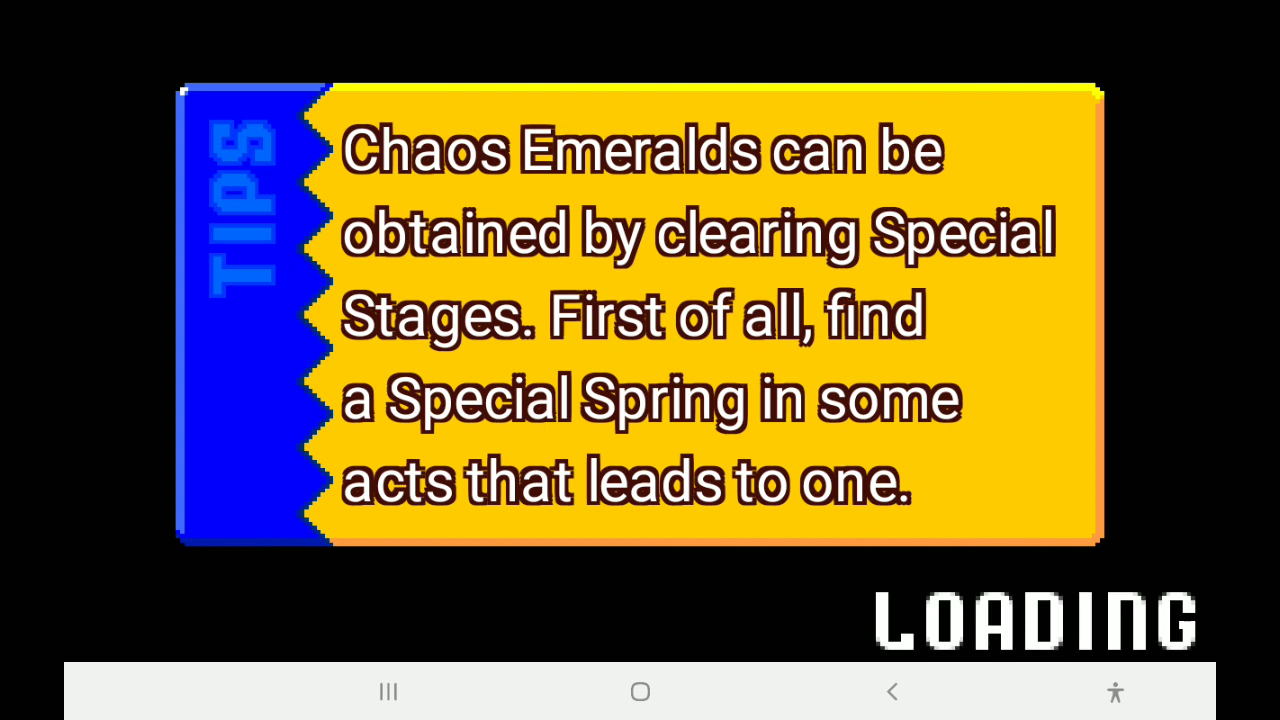 TIPS
Chaos Emeralds can be
obtained by clearing Special
Stages. First of all, find
a Special Spring in some
acts that leads to one.
LOADING